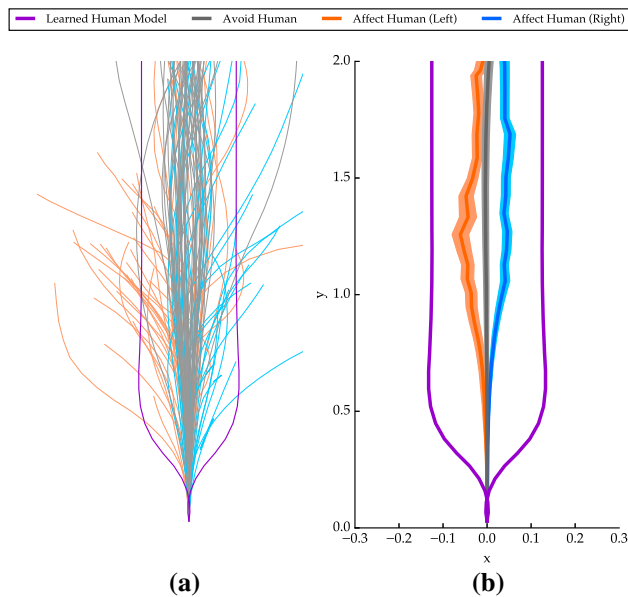 Learned Human Model Avoid Human Affect Human (Left) Affect Human (Right)
2.0
1.5
y
1.0
0.5
0.0
−0.3 −0.2 −0.1 0.0 0.1 0.2 0.3
x
(a) (b)